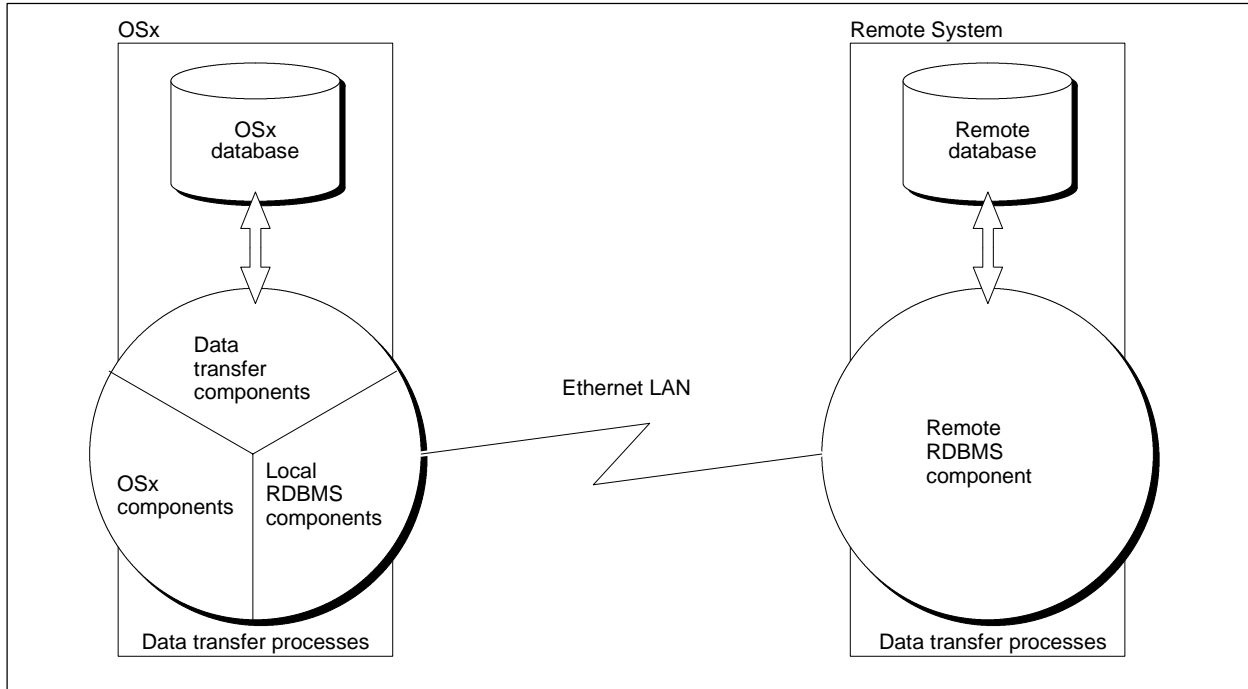 OSx
OSx
database
Data
transfer
components
OSx
components
Local
RDBMS
components
Data transfer processes
Ethernet LAN
Remote System
Remote
database
Remote
RDBMS
component
Data transfer processes